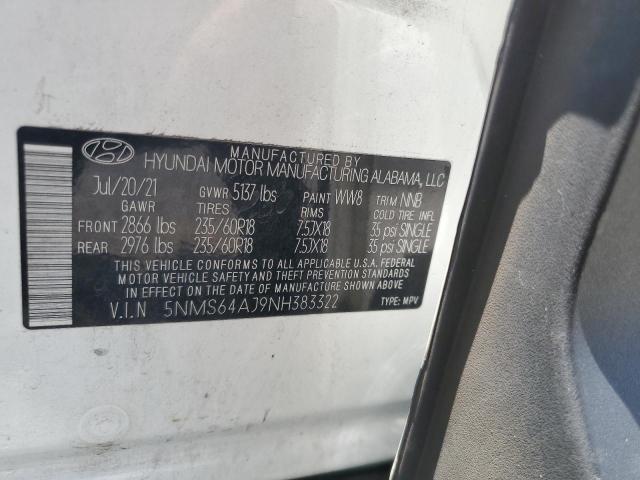 MANUFACTURED BY
HYUNDAI MOTOR MANUFACTURING ALABAMA, LLC
Jul/20/21 GVWR 5137 lbs PAINT WW8 TRIM NNB
GAWR TIRES RIMS COLD TIRE INFL
FRONT 2866 lbs 235/60R18 7.5JX18 35 psi SINGLE
REAR 2976 lbs 235/60R18 7.5JX18 35 psi SINGLE
THIS VEHICLE CONFORMS TO ALL APPLICABLE U.S.A. FEDERAL
MOTOR VEHICLE SAFETY AND THEFT PREVENTION STANDARDS
IN EFFECT ON THE DATE OF MANUFACTURE SHOWN ABOVE.
V.I.N 5NMS64AJ9NH383322 TYPE: MPV